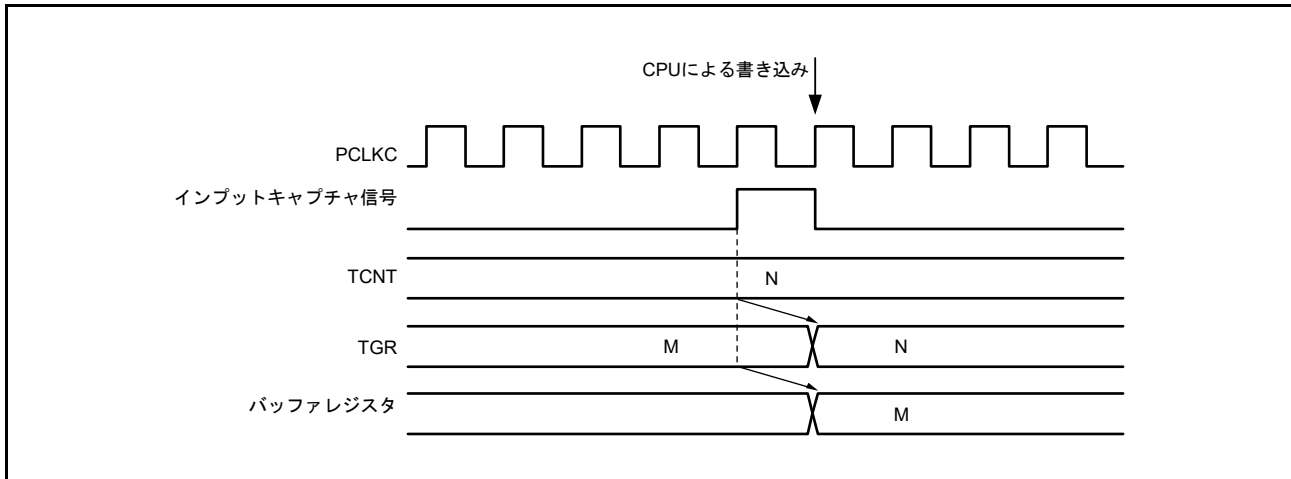 CPUによる書き込み
PCLKC
インプットキャプチャ信号
TCNT
N
TGR
M
N
バッファレジスタ
M